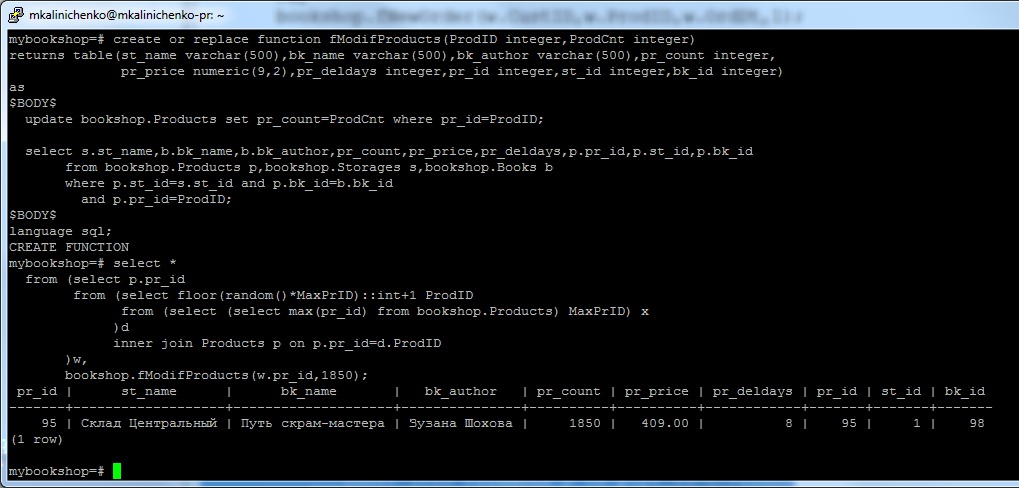 bookshop.fNewOrder(w.CustID,w.ProdID,w.OrdDt,1);
mkalinichenko@mkalinichenko-pr: ~
mybookshop=# create or replace function fModifProducts(ProdID integer,ProdCnt integer)
returns table(st_name varchar(500),bk_name varchar(500),bk_author varchar(500),pr_count integer,
pr_price numeric(9,2),pr_deldays integer,pr_id integer,st_id integer,bk_id integer)
as
$BODY$
update bookshop.Products set pr_count=ProdCnt where pr_id=ProdID;
select s.st_name,b.bk_name,b.bk_author,pr_count,pr_price,pr_deldays,p.pr_id,p.st_id,p.bk_id
from bookshop.Products p,bookshop.Storages s,bookshop.Books b
where p.st_id=s.st_id and p.bk_id=b.bk_id
and p.pr_id=ProdID;
$BODY$
language sql;
CREATE FUNCTION
mybookshop=# select *
from (select p.pr_id
from (select floor(random()*MaxPrID)::int+1 ProdID
from (select (select max(pr_id) from bookshop.Products) MaxPrID) x
)d
inner join Products p on p.pr_id=d.ProdID
)w,
bookshop.fModifProducts(w.pr_id,1850);
pr_id | st_name | bk_name | bk_author | pr_count | pr_price | pr_deldays | pr_id | st_id | bk_id
-------+-------------------+--------------------+--------------+----------+----------+------------+-------+-------+-------
95 | Склад Центральный | Путь скрам-мастера | Зузана Шохова | 1850 | 409.00 | 8 | 95 | 1 | 98
(1 row)
mybookshop=#